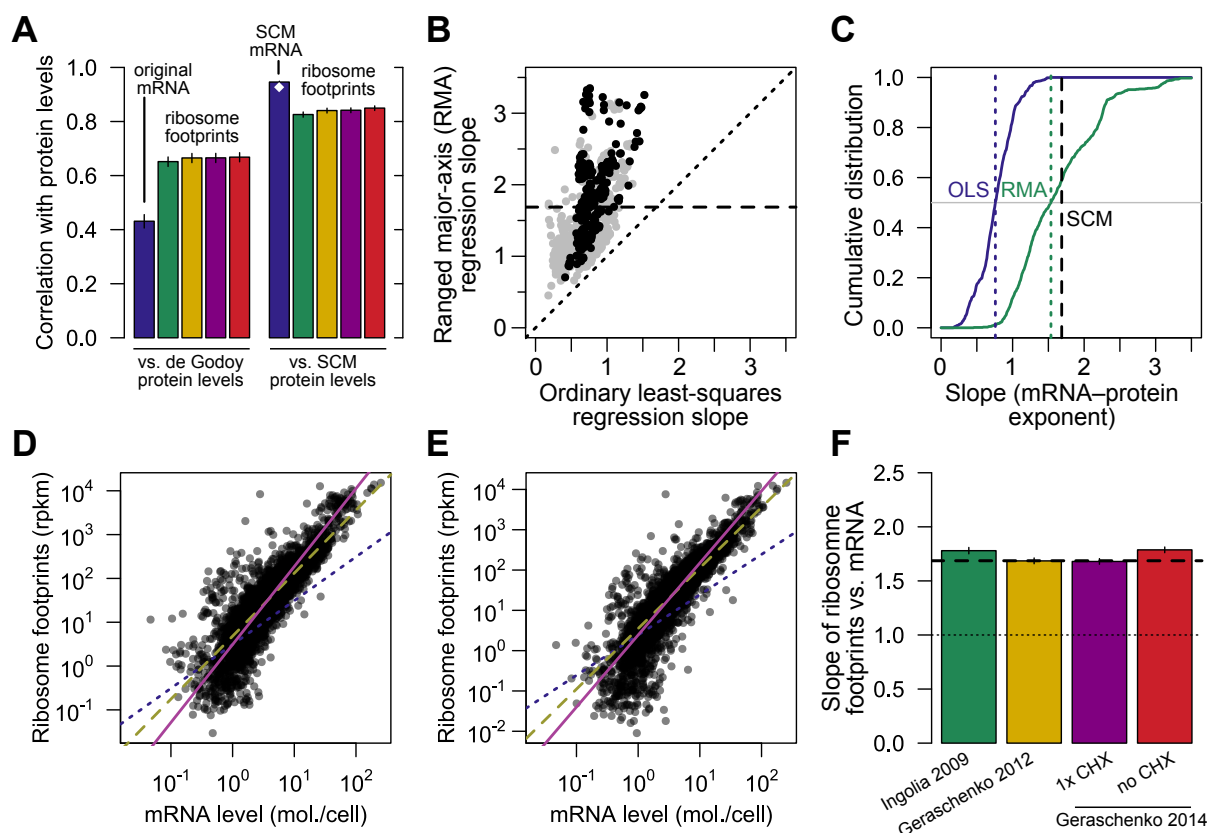 A
Correlation with protein levels
1.0
0.8
0.6
0.4
0.2
0.0
original
mRNA
ribosome
footprints
SCM
mRNA
ribosome
footprints
vs. de Godoy
protein levels
vs. SCM
protein levels
B
Ranged major-axis (RMA)
regression slope
3
2
1
0
0
1
2
3
Ordinary least-squares
regression slope
C
Cumulative distribution
1.0
0.8
0.6
0.4
0.2
0.0
OLS
RMA
SCM
0
1
2
3
Slope (mRNA–protein
exponent)
D
Ribosome footprints (rpkm)
10^4
10^3
10^2
10^1
10^0
10^-1
10^-1
10^0
10^1
10^2
mRNA level (mol./cell)
E
Ribosome footprints (rpkm)
10^4
10^3
10^2
10^1
10^0
10^-1
10^-2
10^-1
10^0
10^1
10^2
mRNA level (mol./cell)
F
Slope of ribosomne
footprints vs. mRNA
2.5
2.0
1.5
1.0
0.5
0.0
Ingolia 2009
Geraschenko 2012
1x CHX
no CHX
Geraschenko 2014